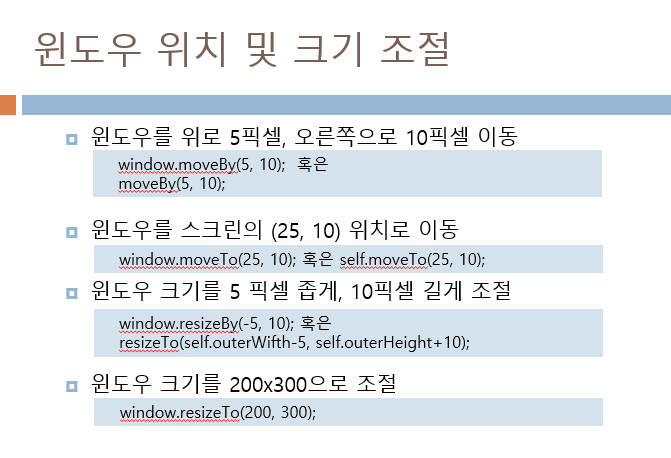 윈도우 위치 및 크기 조절
윈도우를 위로 5픽셀, 오른쪽으로 10픽셀 이동
window.moveBy(5, 10); 혹은
moveBy(5, 10);
윈도우를 스크린의 (25, 10) 위치로 이동
window.moveTo(25, 10); 혹은 self.moveTo(25, 10);
윈도우 크기를 5 픽셀 좁게, 10픽셀 길게 조절
window.resizeBy(-5, 10); 혹은
resizeTo(self.outerWifth-5, self.outerHeight+10);
윈도우 크기를 200x300으로 조절
window.resizeTo(200, 300);